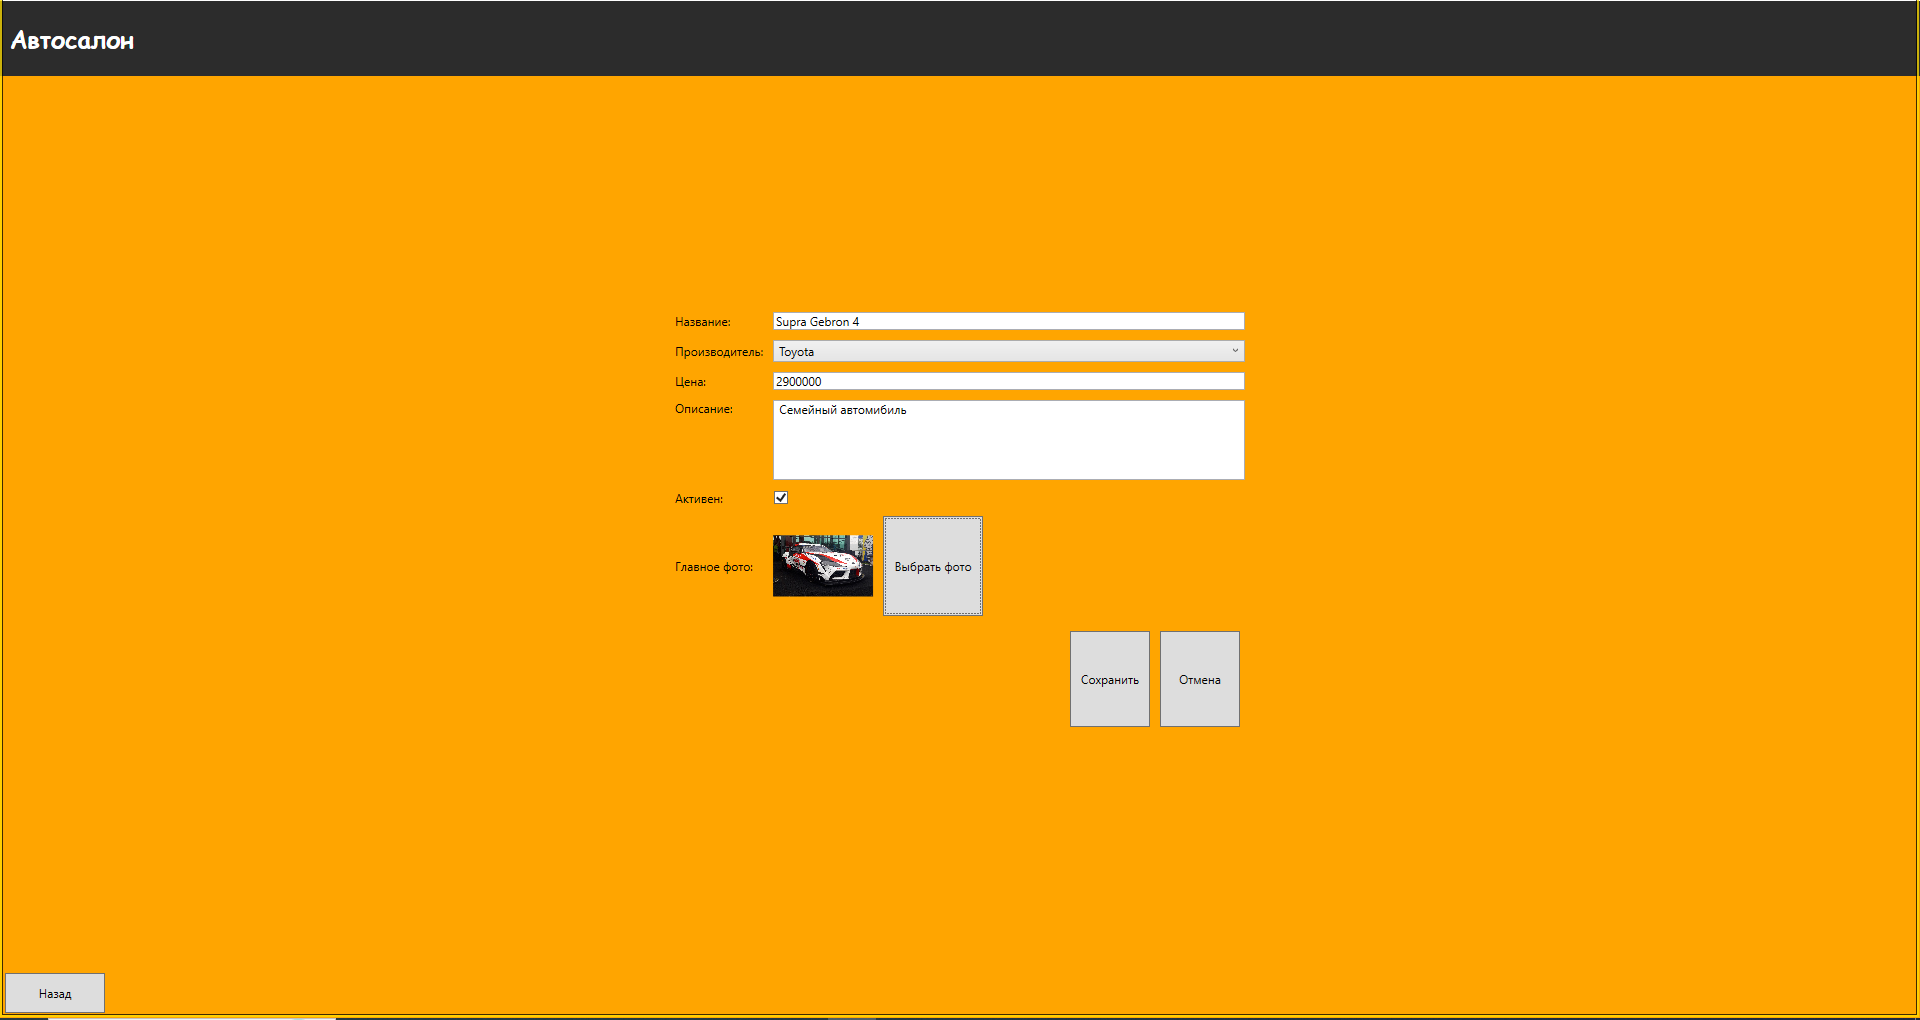 Автосалон
Название: Supra Gebron 4
Производитель: Toyota
Цена: 2900000
Описание: Семейный автомибиль
Активен:
Главное фото: Выбрать фото
Сохранить Отмена
Назад